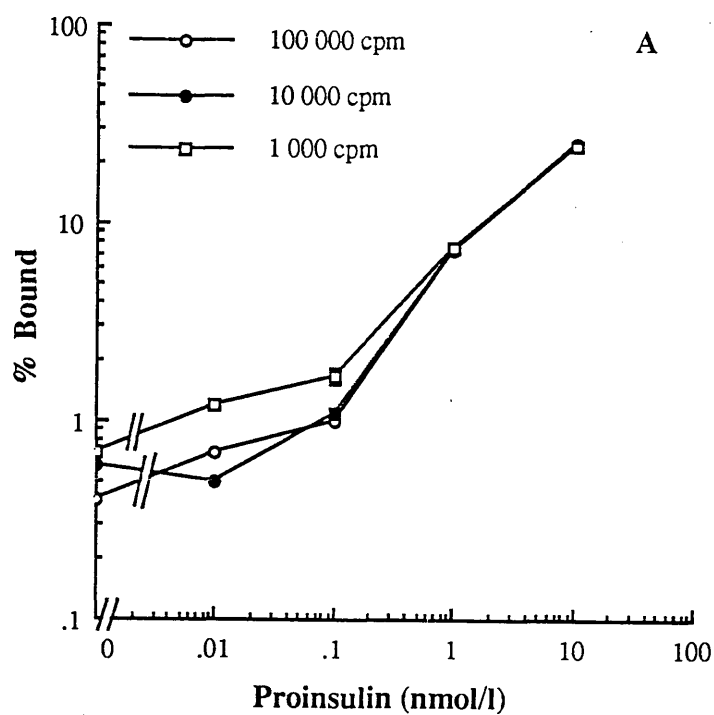 100
100 000 cpm
A
10 000 cpm
1 000 cpm
10
% Bound
1
.1
0 .01 .1 1 10 100
Proinsulin (nmol/l)